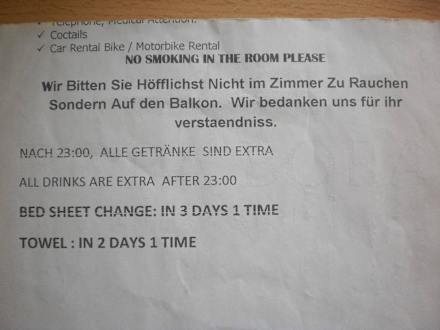 ✓ Telephone, Medical Attention.
✓ Coctails
✓ Car Rental Bike / Motorbike Rental
NO SMOKING IN THE ROOM PLEASE
Wir Bitten Sie Höfflichst Nicht im Zimmer Zu Rauchen
Sondern Auf den Balkon. Wir bedanken uns für ihr
verstaendniss.
NACH 23:00, ALLE GETRÄNKE SIND EXTRA
ALL DRINKS ARE EXTRA AFTER 23:00
BED SHEET CHANGE: IN 3 DAYS 1 TIME
TOWEL : IN 2 DAYS 1 TIME